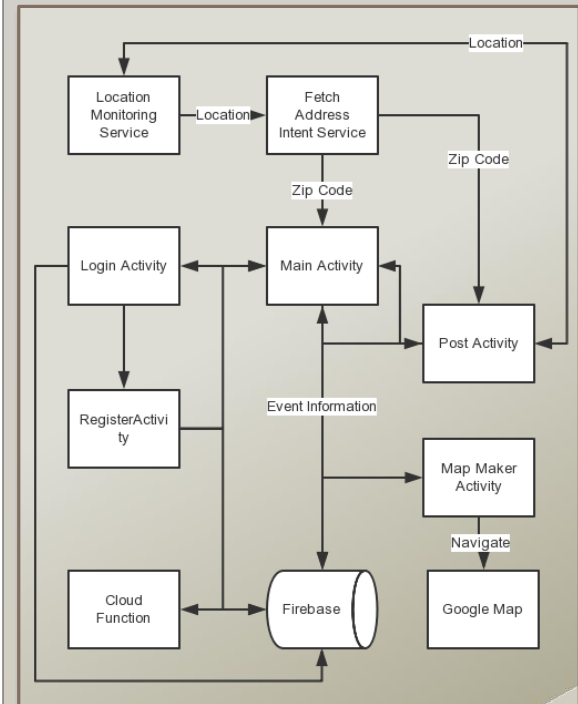 Location
Location
Monitoring
Service
Location
Fetch
Address
Intent Service
Zip Code
Zip Code
Login Activity
Main Activity
Post Activity
RegisterActivi
ty
Event Information
Map Maker
Activity
Navigate
Cloud
Function
Firebase
Google Map